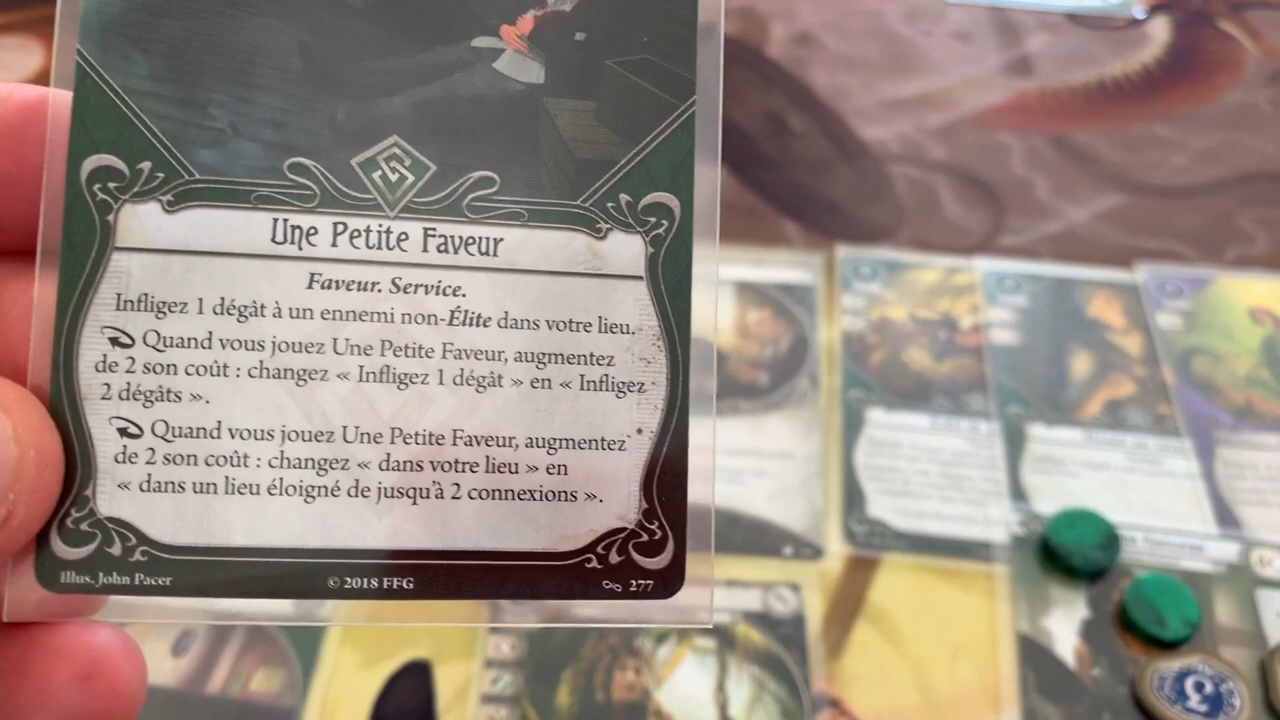 Une Petite Faveur
Faveur. Service.
Infligez 1 dégât à un ennemi non-Élite dans votre lieu.
Quand vous jouez Une Petite Faveur, augmentez
de 2 son coût : changez « Infligez 1 dégât » en « Infligez
2 dégâts ».
Quand vous jouez Une Petite Faveur, augmentez
de 2 son coût : changez « dans votre lieu » en
« dans un lieu éloigné de jusqu'à 2 connexions ».
Illus. John Pacer
© 2018 FFG
277
3